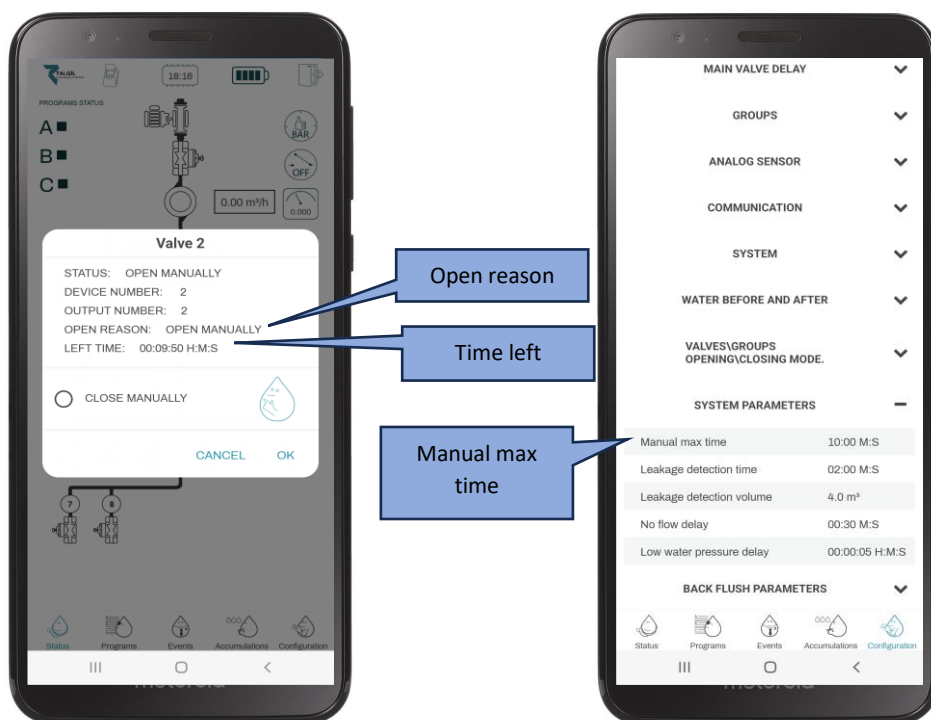 TALGIL
18:16
PROGRAMS STATUS
A
B
C
BAR
OFF
0.00 m³/h
0.000
Valve 2
STATUS: OPEN MANUALLY
DEVICE NUMBER: 2
OUTPUT NUMBER: 2
OPEN REASON: OPEN MANUALLY
LEFT TIME: 00:09:50 H:M:S
CLOSE MANUALLY
CANCEL OK
7 8
Status Programs Events Accumulations Configuration
Open reason
Time left
Manual max
time
MAIN VALVE DELAY
GROUPS
ANALOG SENSOR
COMMUNICATION
SYSTEM
WATER BEFORE AND AFTER
VALVES\GROUPS
OPENING\CLOSING MODE.
SYSTEM PARAMETERS
Manual max time 10:00 M:S
Leakage detection time 02:00 M:S
Leakage detection volume 4.0 m³
No flow delay 00:30 M:S
Low water pressure delay 00:00:05 H:M:S
BACK FLUSH PARAMETERS
000
Status Programs Events Accumulations Configuration
motorola